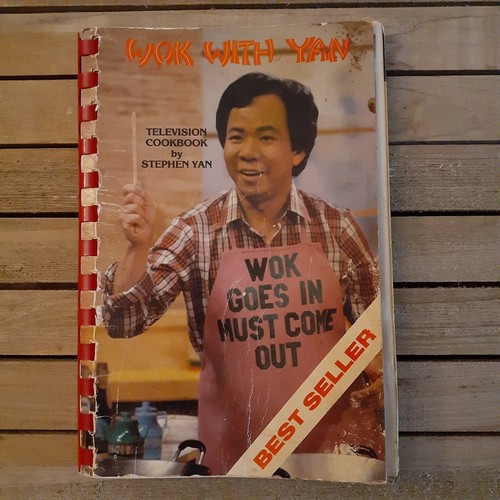 WOK WITH YAN
TELEVISION
COOKBOOK
by
STEPHEN YAN
WOK
GOES IN
MUST COME
OUT
BEST SELLER